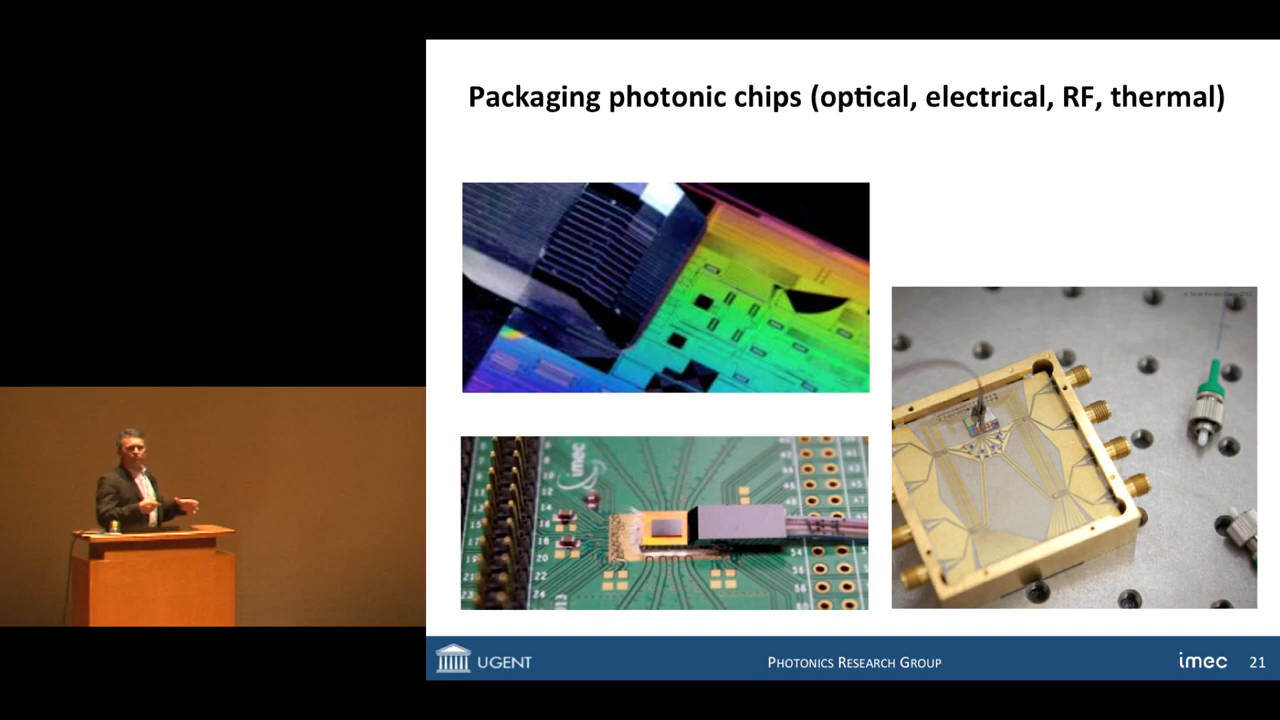 Packaging photonic chips (optical, electrical, RF, thermal)
imec
UGENT
PHOTONICS RESEARCH GROUP
imec
21